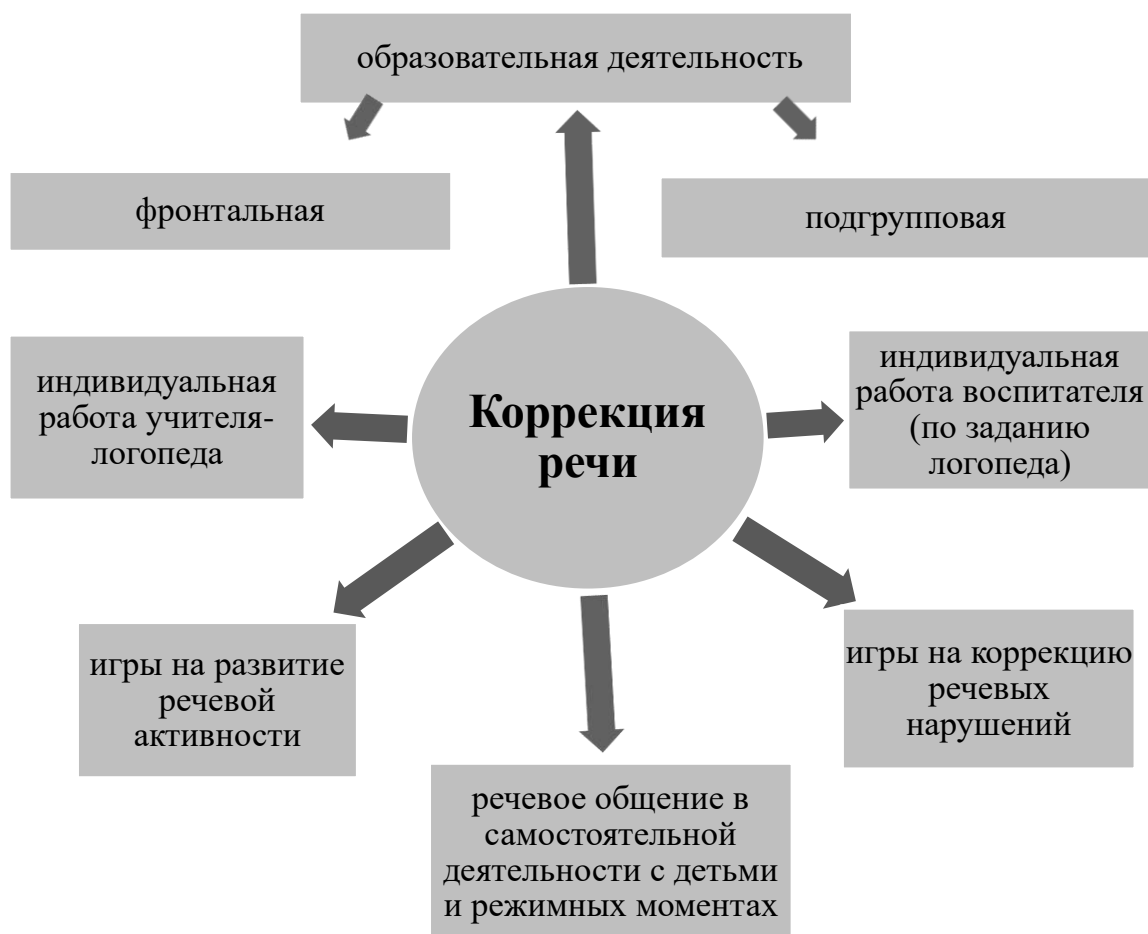 образовательная деятельность
фронтальная
подгрупповая
индивидуальная
работа учителя-
логопеда
Коррекция
речи
индивидуальная
работа воспитателя
(по заданию
логопеда)
игры на развитие
речевой
активности
игры на коррекцию
речевых
нарушений
речевое общение в
самостоятельной
деятельности с детьми
и режимных моментах